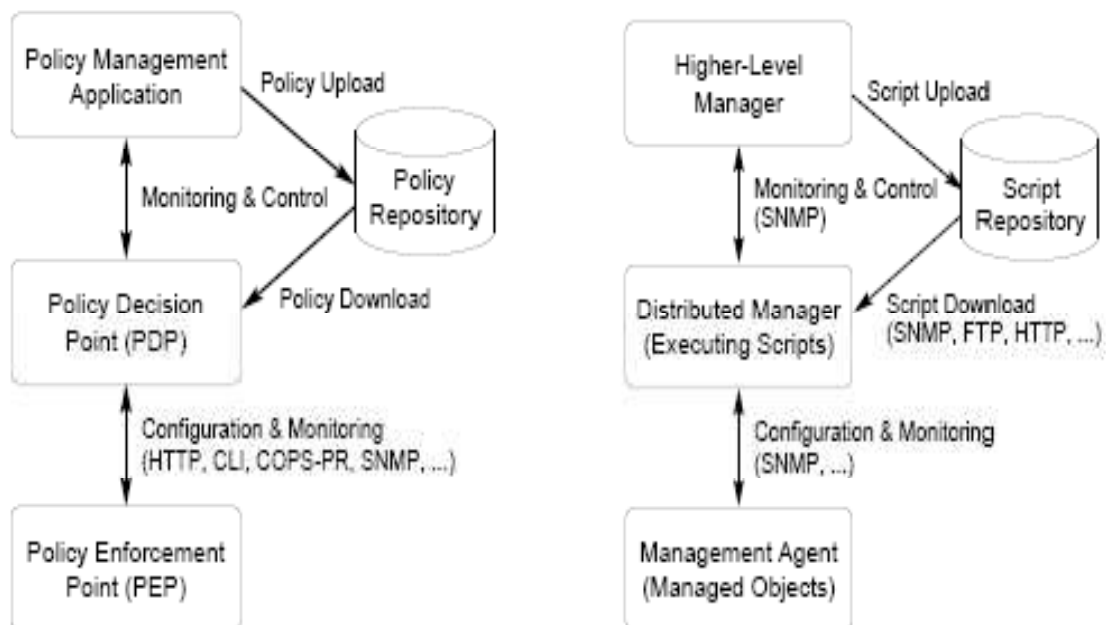 Policy Management
Application
Policy Upload
Policy
Repository
Monitoring & Control
Policy Download
Policy Decision
Point (PDP)
Configuration & Monitoring
(HTTP, CLI, COPS-PR, SNMP, ...)
Policy Enforcement
Point (PEP)
Higher-Level
Manager
Script Upload
Script
Repository
Monitoring & Control
(SNMP)
Script Download
(SNMP, FTP, HTTP, ...)
Distributed Manager
(Executing Scripts)
Configuration & Monitoring
(SNMP, ...)
Management Agent
(Managed Objects)